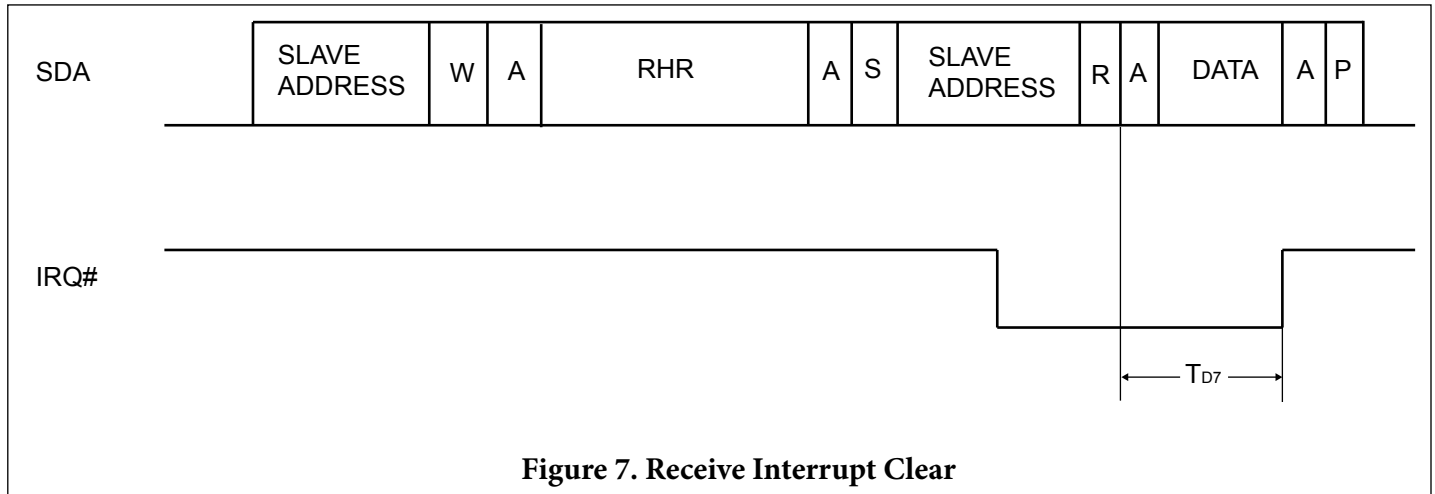 SDA
SLAVE
ADDRESS
W
A
RHR
A
S
SLAVE
ADDRESS
R
A
DATA
A
P
IRQ#
TD7
Figure 7. Receive Interrupt Clear